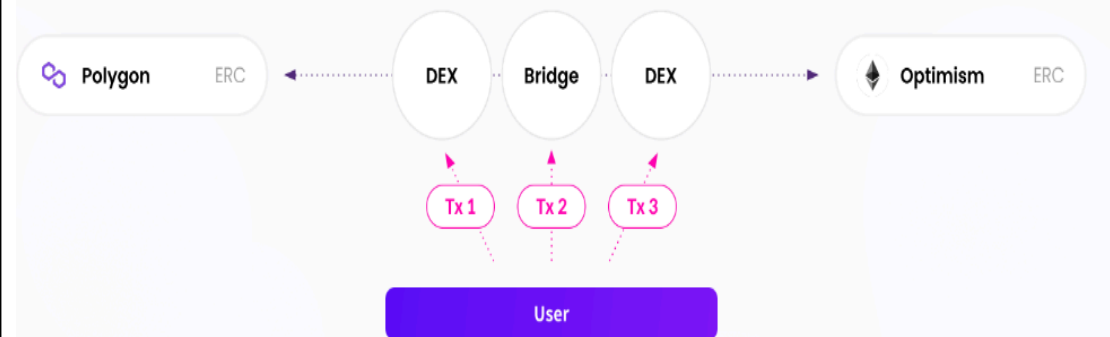 Polygon ERC DEX Bridge DEX Optimism ERC
Tx 1 Tx 2 Tx 3
User